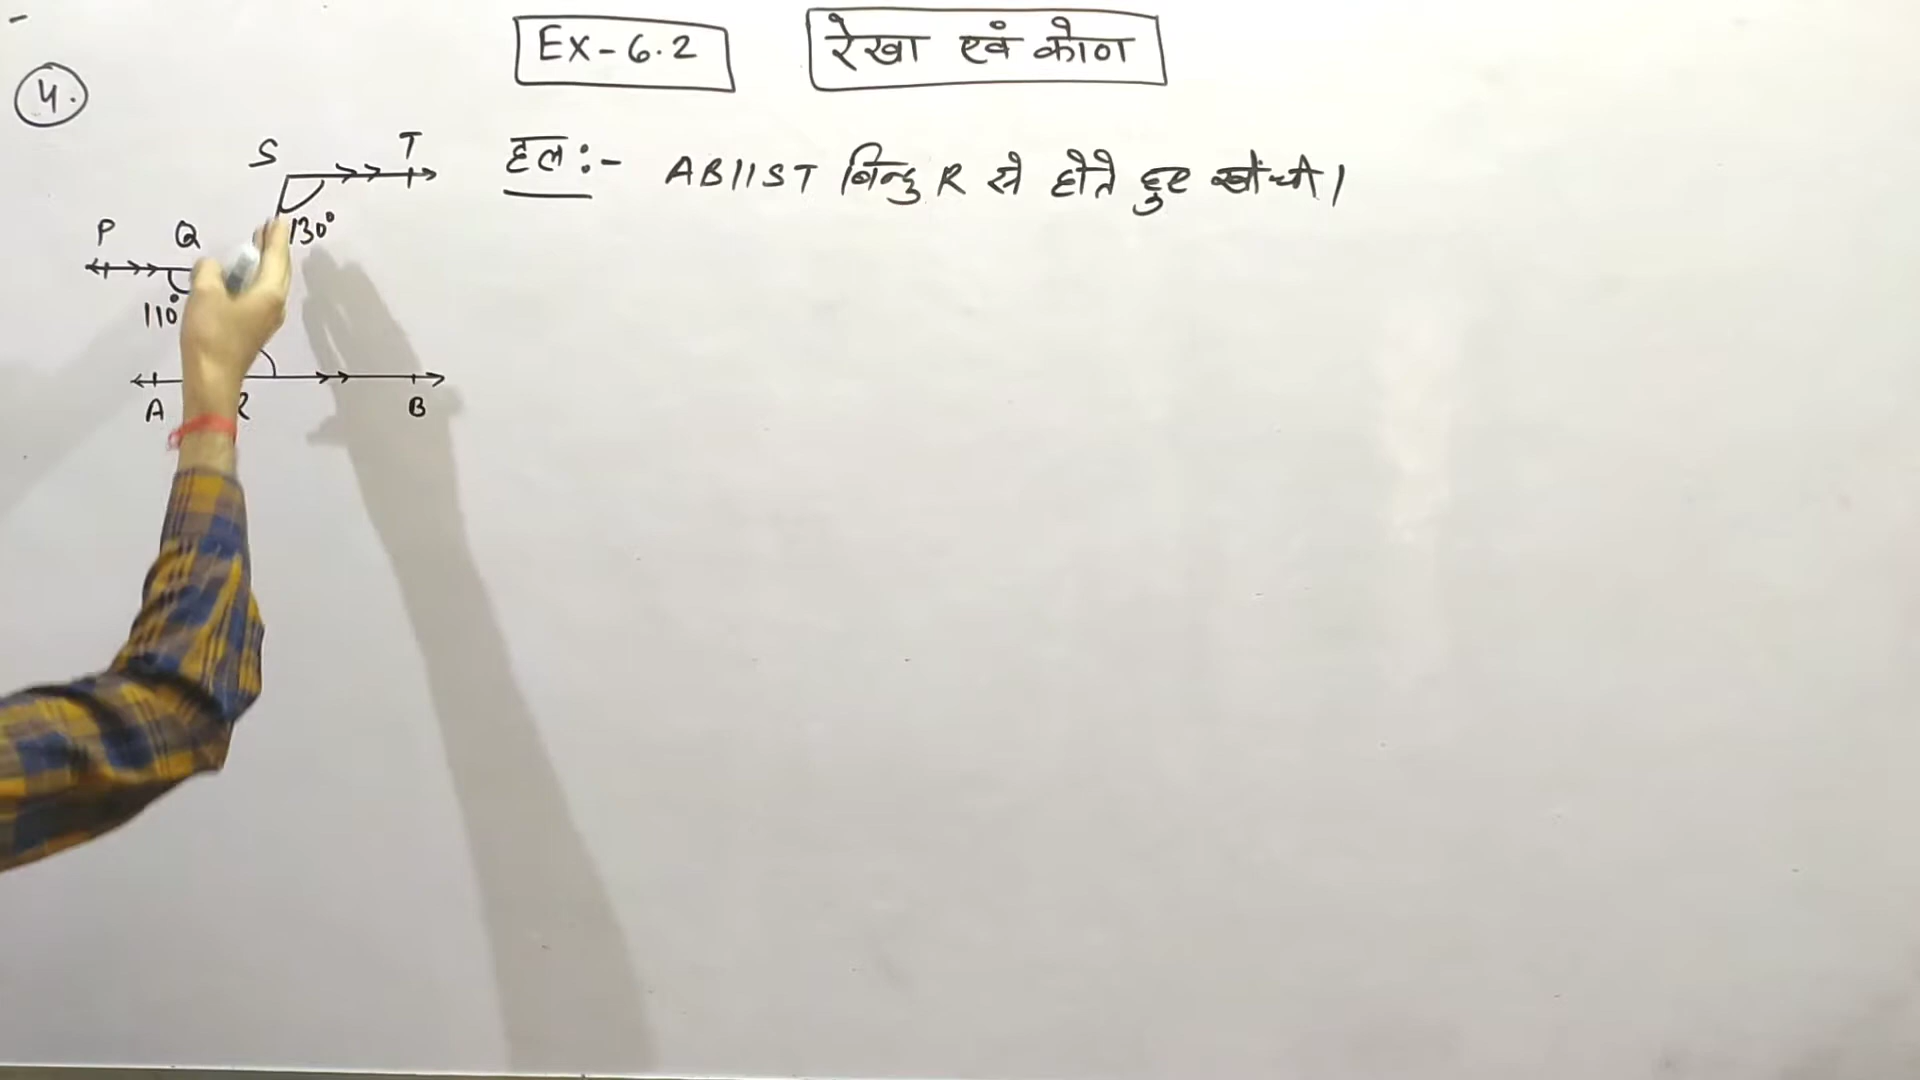 Ex-6.2
रेखा एवं कोण
4.
S T
हल:- AB||ST बिन्दु R से होते हुए खींची।
130°
P Q
110°
A R B